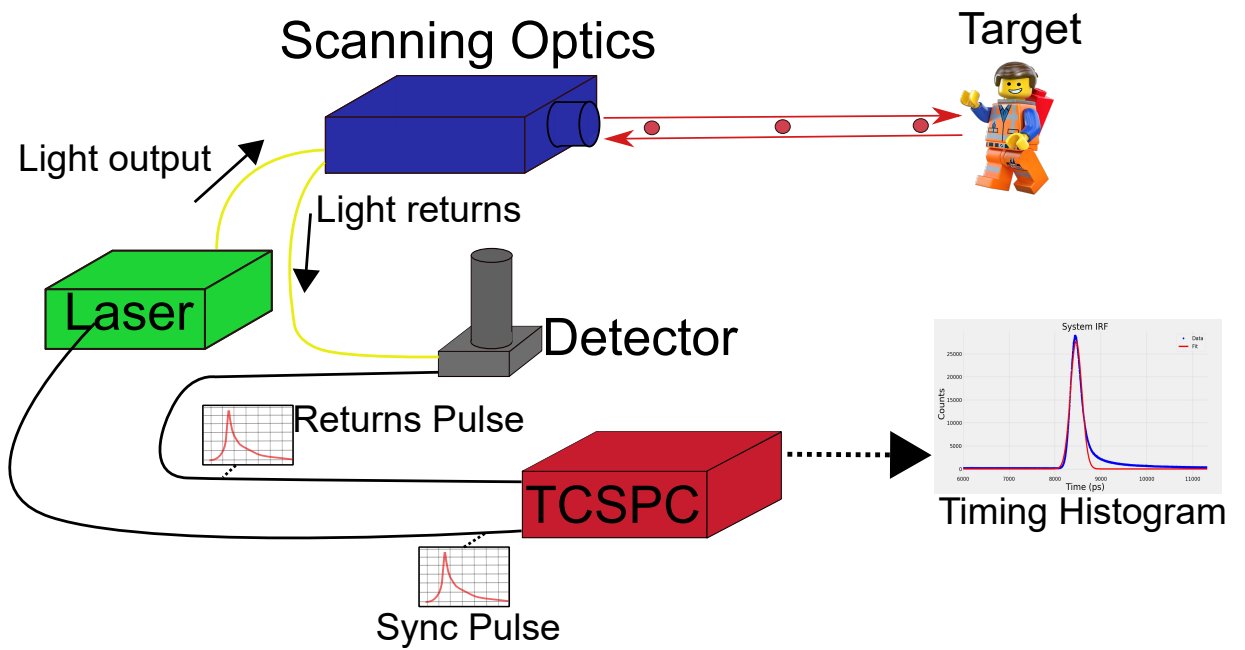 Scanning Optics
Target
Light output
Light returns
Laser
Detector
Returns Pulse
TCSPC
Sync Pulse
System IRF
Data
Fit
Counts
25000
20000
15000
10000
5000
0
6000 7000 8000 9000 10000 11000
Time (ps)
Timing Histogram